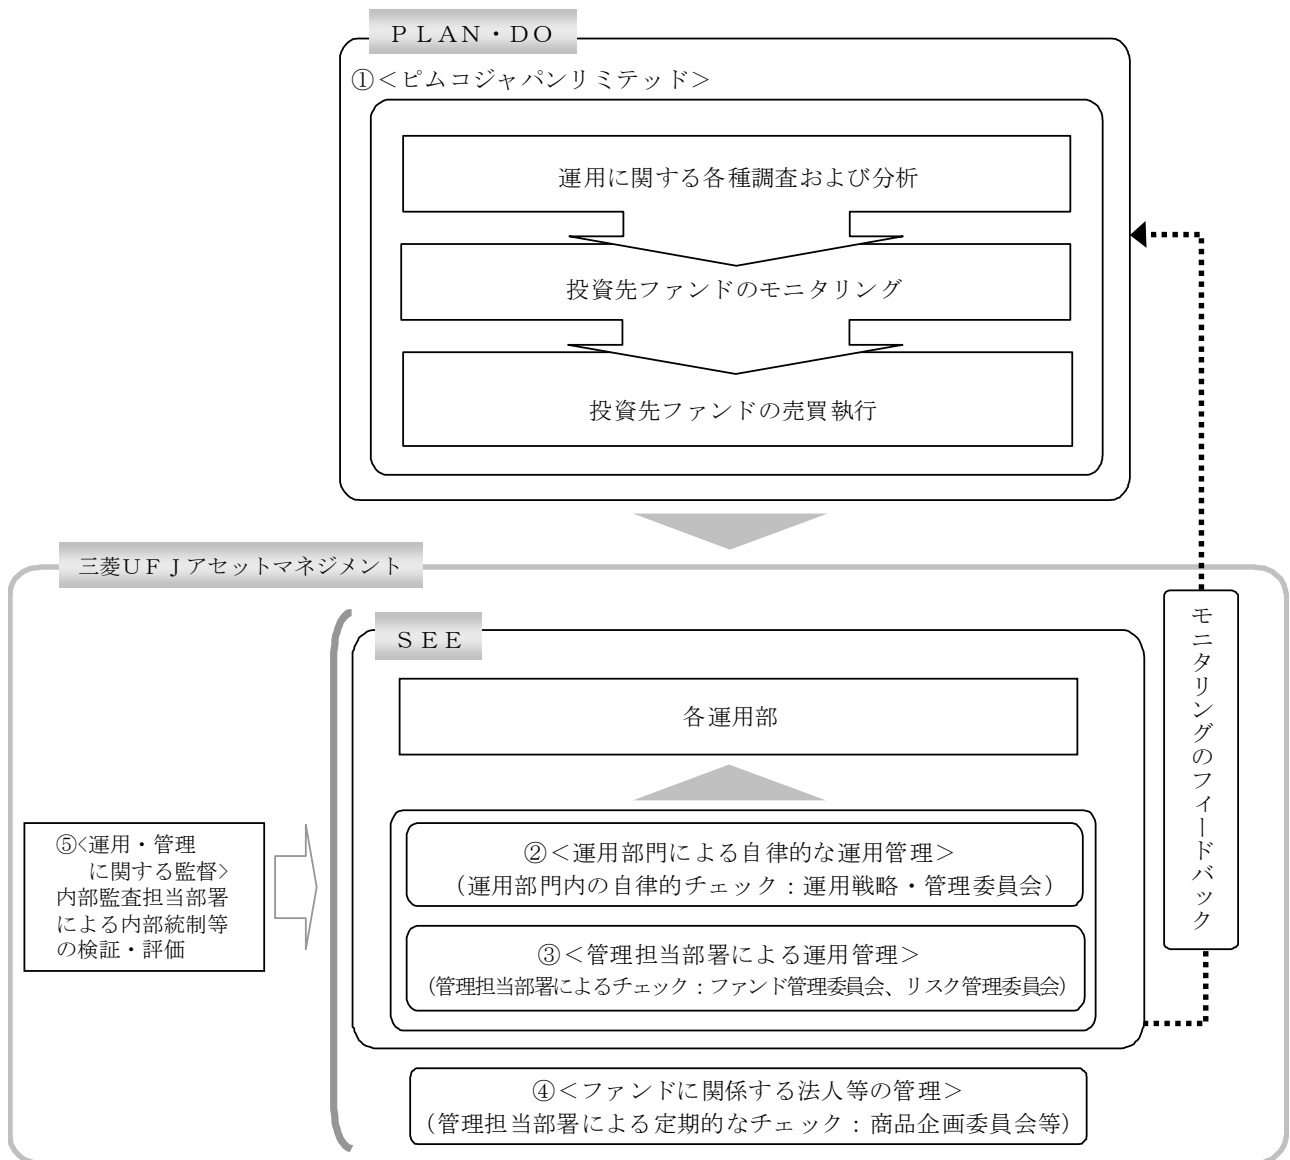 ＰＬＡＮ・ＤＯ
①＜ピムコジャパンリミテッド＞
運用に関する各種調査および分析
投資先ファンドのモニタリング
投資先ファンドの売買執行
三菱ＵＦＪアセットマネジメント
ＳＥＥ
各運用部
②＜運用部門による自律的な運用管理＞
（運用部門内の自律的チェック：運用戦略・管理委員会）
③＜管理担当部署による運用管理＞
（管理担当部署によるチェック：ファンド管理委員会、リスク管理委員会）
④＜ファンドに関係する法人等の管理＞
（管理担当部署による定期的なチェック：商品企画委員会等）
⑤<運用・管理
に関する監督>
内部監査担当部署
による内部統制等
の検証・評価
モニタリングのフィードバック